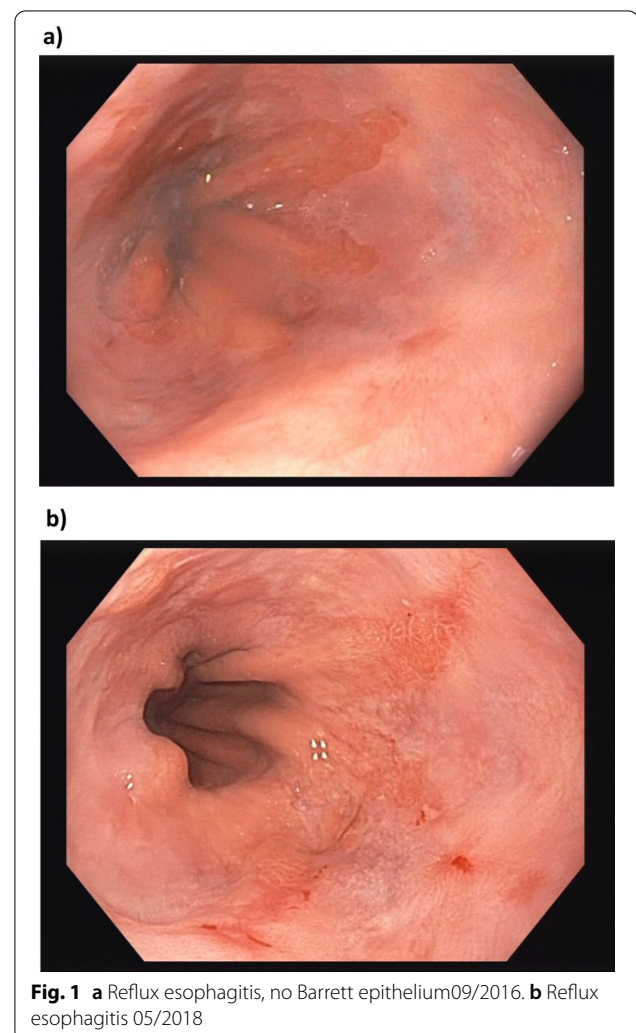 a)
b)
Fig. 1 a Reflux esophagitis, no Barrett epithelium09/2016. b Reflux
esophagitis 05/2018